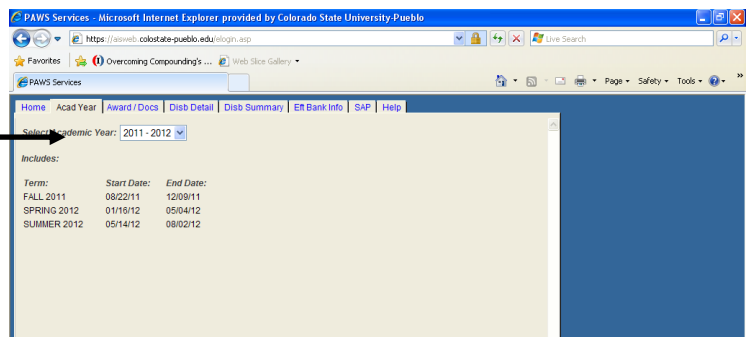 PAWS Services - Microsoft Internet Explorer provided by Colorado State University-Pueblo
https://aisweb.colostate-pueblo.edu/elogin.asp
Live Search
Favorites Overcoming Compounding's ... Web Slice Gallery
PAWS Services
Page Safety Tools »
Home Acad Year Award / Docs Disb Detail Disb Summary Eft Bank Info SAP Help
Select Academic Year: 2011 - 2012
Includes:
Term: Start Date: End Date:
FALL 2011 08/22/11 12/09/11
SPRING 2012 01/16/12 05/04/12
SUMMER 2012 05/14/12 08/02/12